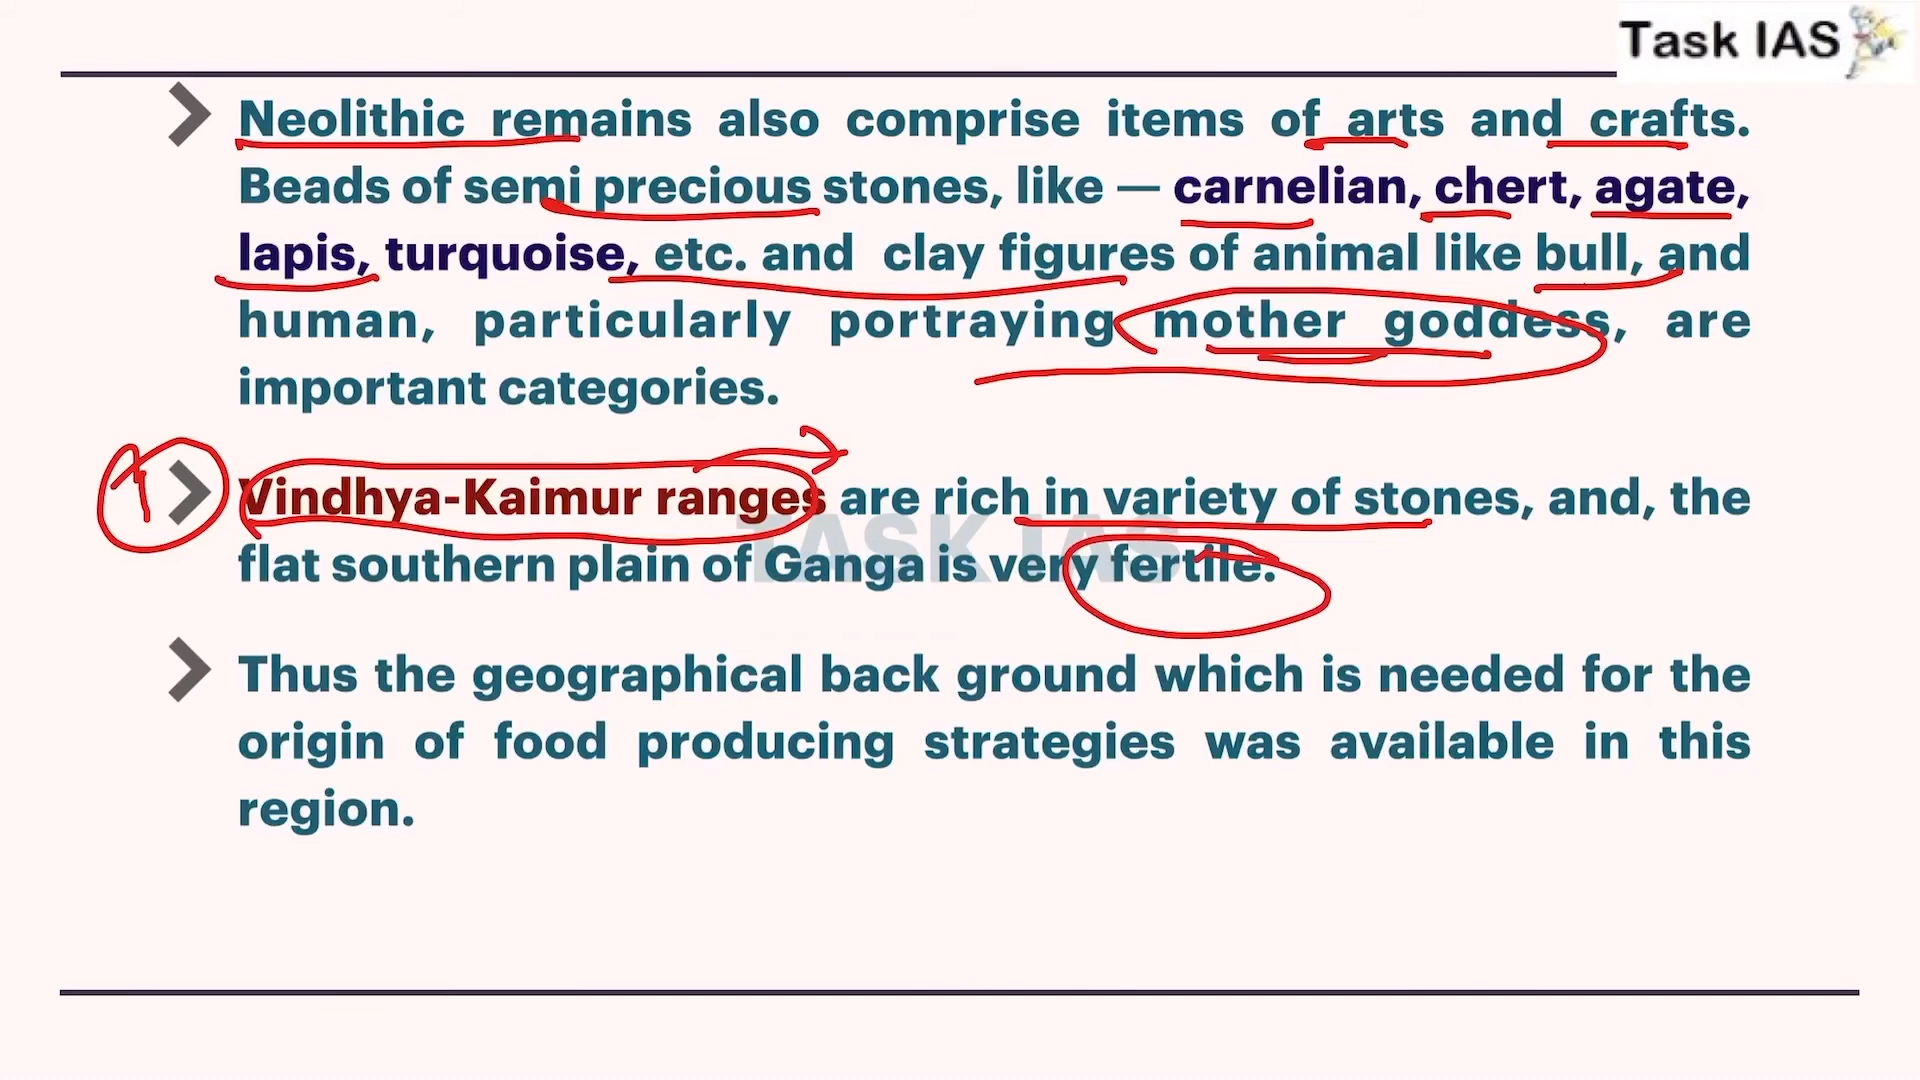 Task IAS
Neolithic remains also comprise items of arts and crafts.
Beads of semi precious stones, like — carnelian, chert, agate,
lapis, turquoise, etc. and clay figures of animal like bull, and
human, particularly portraying mother goddess, are
important categories.
Vindhya-Kaimur ranges are rich in variety of stones, and, the
flat southern plain of Ganga is very fertile.
TASK IAS
Thus the geographical back ground which is needed for the
origin of food producing strategies was available in this
region.